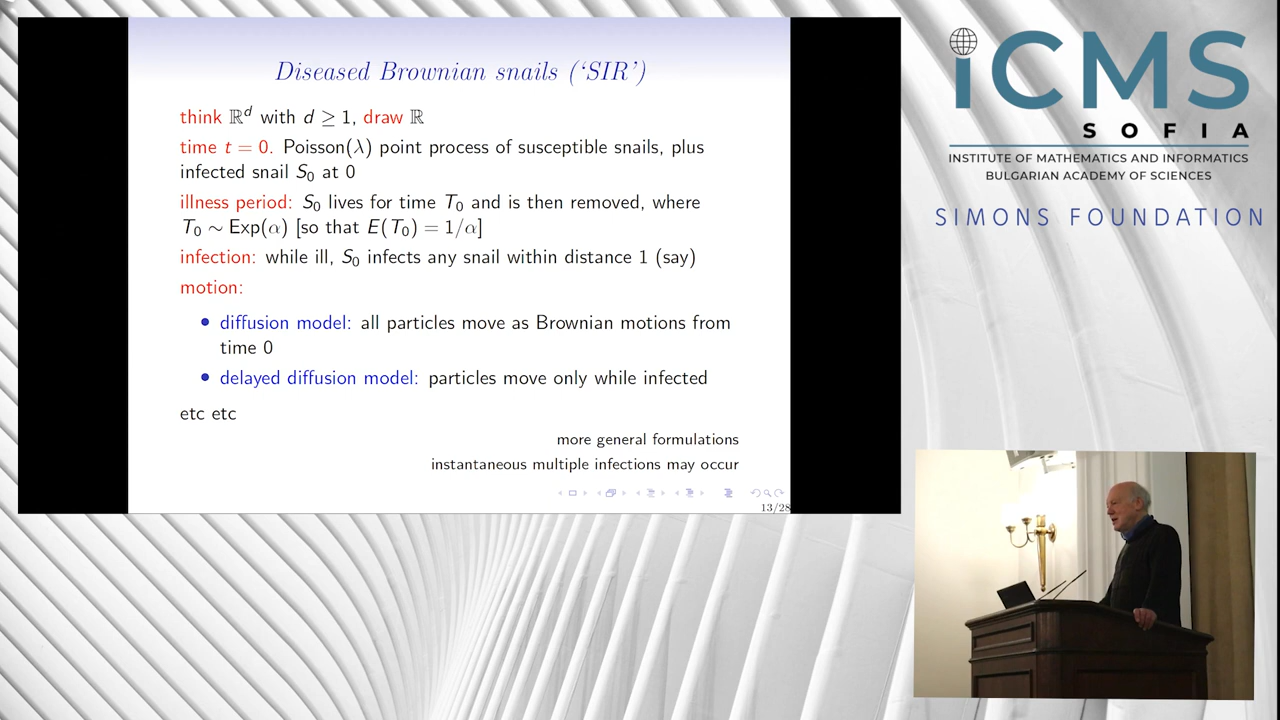 Diseased Brownian snails (‘SIR’)
think ℝᵈ with d ≥ 1, draw ℝ
time t = 0. Poisson(λ) point process of susceptible snails, plus
infected snail S₀ at 0
illness period: S₀ lives for time T₀ and is then removed, where
T₀ ∼ Exp(α) [so that E(T₀) = 1/α]
infection: while ill, S₀ infects any snail within distance 1 (say)
motion:
• diffusion model: all particles move as Brownian motions from
time 0
• delayed diffusion model: particles move only while infected
etc etc
more general formulations
instantaneous multiple infections may occur
13/28
iCMS
SOFIA
INSTITUTE OF MATHEMATICS AND INFORMATICS
BULGARIAN ACADEMY OF SCIENCES
SIMONS FOUNDATION